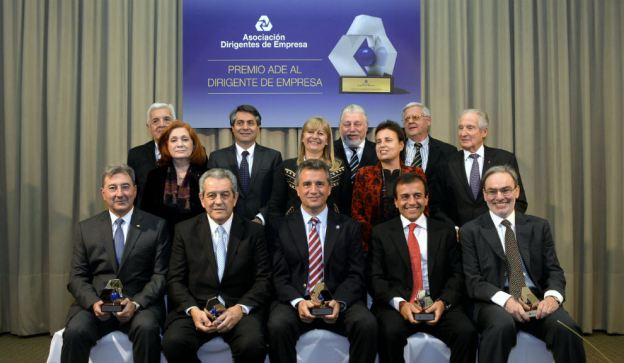 Asociación
Dirigentes de Empresa
PREMIO ADE AL
DIRIGENTE DE EMPRESA